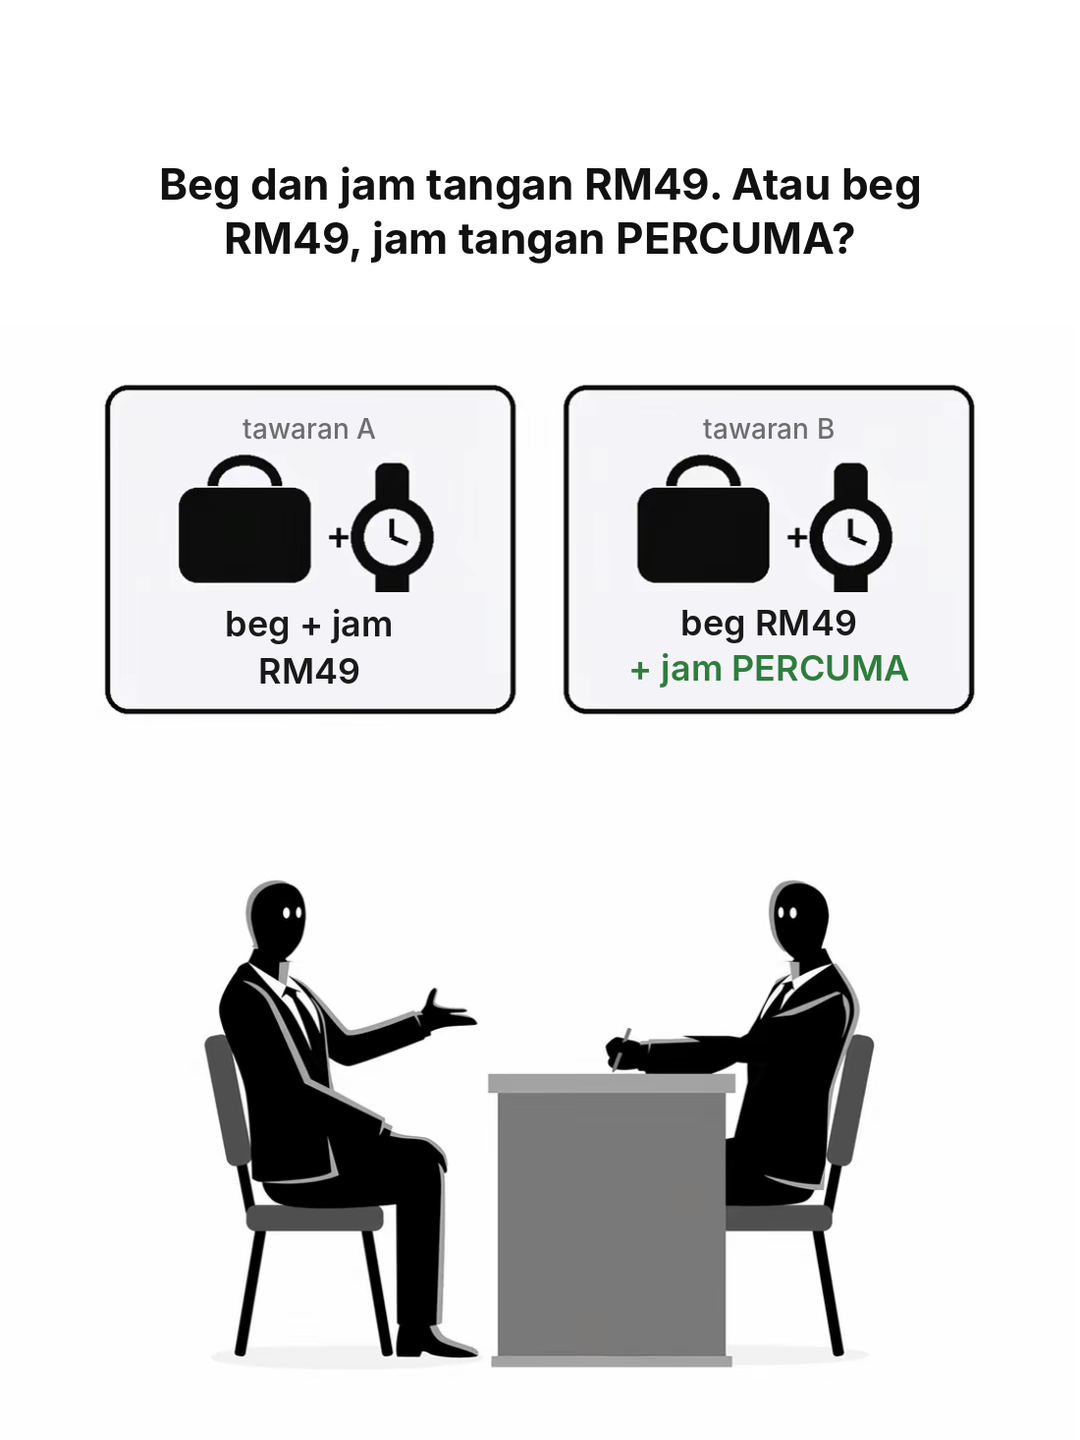 Beg dan jam tangan RM49. Atau beg
RM49, jam tangan PERCUMA?
tawaran A
+
beg + jam
RM49
tawaran B
+
beg RM49
+ jam PERCUMA